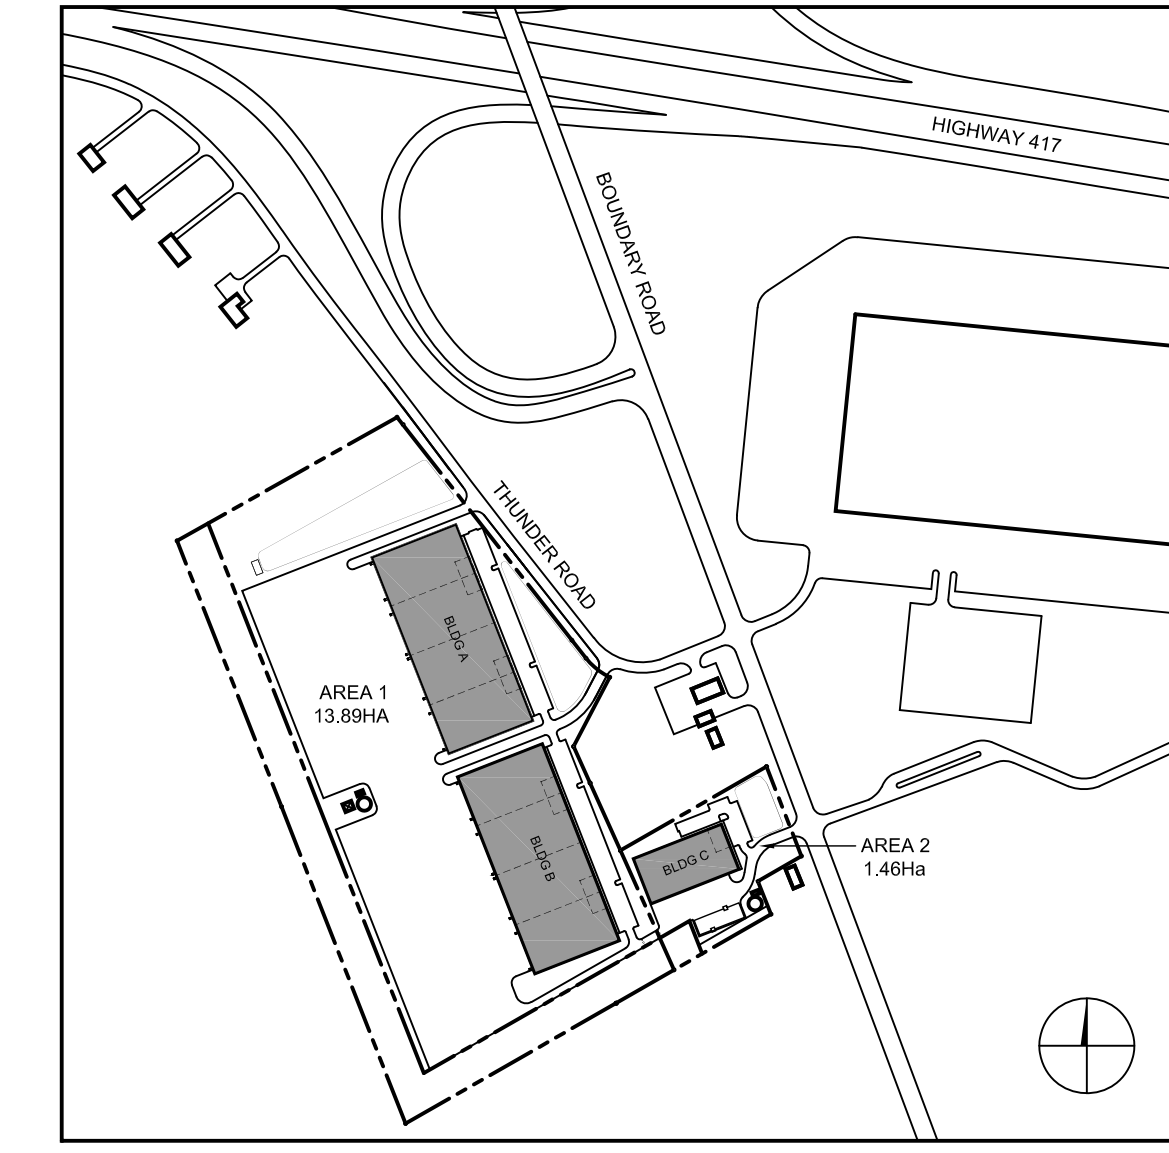 HIGHWAY 417
BOUNDARY ROAD
THUNDER ROAD
BLDG A
AREA 1
13.89HA
BLDG B
BLDG C
AREA 2
1.46Ha